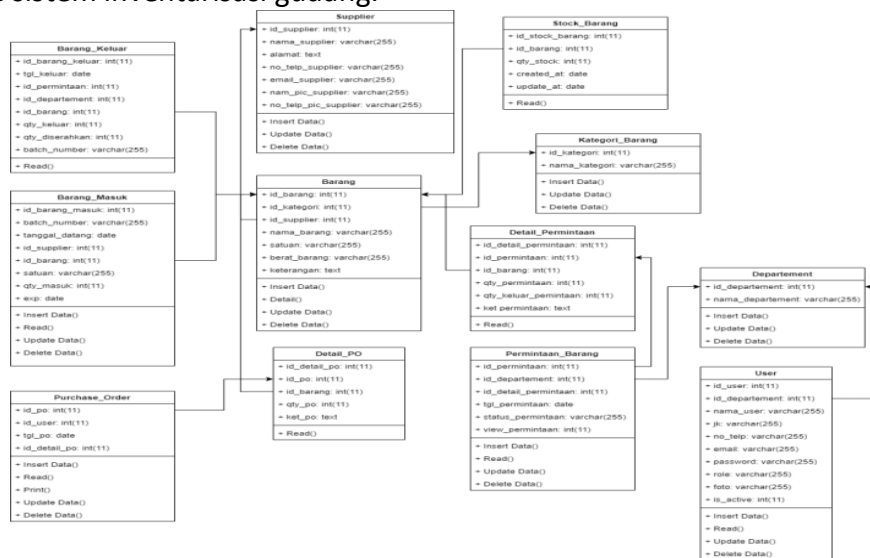 sistem inventarisasi gudang.
Supplier
+ id_supplier: int(11)
+ nama_supplier: varchar(255)
+ alamat: text
+ no_telp_supplier: varchar(255)
+ email_supplier: varchar(255)
+ nam_pic_supplier: varchar(255)
+ no_telp_pic_supplier: varchar(255)
+ Insert Data()
+ Update Data()
+ Delete Data()
Stock_Barang
+ id_stock_barang: int(11)
+ id_barang: int(11)
+ qty_stock: int(11)
+ created_at: date
+ update_at: date
+ Read()
Barang_Keluar
+ id_barang_keluar: int(11)
+ tgl_keluar: date
+ id_permintaan: int(11)
+ id_departement: int(11)
+ id_barang: int(11)
+ qty_keluar: int(11)
+ qty_diserahkan: int(11)
+ batch_number: varchar(255)
+ Read()
Kategori_Barang
+ id_kategori: int(11)
+ nama_kategori: varchar(255)
+ Insert Data()
+ Update Data()
+ Delete Data()
Barang
+ id_barang: int(11)
+ id_kategori: int(11)
+ id_supplier: int(11)
+ nama_barang: varchar(255)
+ satuan: varchar(255)
+ berat_barang: varchar(255)
+ keterangan: text
+ Insert Data()
+ Detail()
+ Update Data()
+ Delete Data()
Barang_Masuk
+ id_barang_masuk: int(11)
+ batch_number: varchar(255)
+ tanggal_datang: date
+ id_supplier: int(11)
+ id_barang: int(11)
+ satuan: varchar(255)
+ qty_masuk: int(11)
+ exp: date
+ Insert Data()
+ Read()
+ Update Data()
+ Delete Data()
Detail_Permintaan
+ id_detail_permintaan: int(11)
+ id_permintaan: int(11)
+ id_barang: int(11)
+ qty_permintaan: int(11)
+ qty_keluar_pemintaan: int(11)
+ ket permintaan: text
+ Read()
Departement
+ id_departement: int(11)
+ nama_departement: varchar(255)
+ Insert Data()
+ Update Data()
+ Delete Data()
Detail_PO
+ id_detail_po: int(11)
+ id_po: int(11)
+ id_barang: int(11)
+ qty_po: int(11)
+ ket_po: text
+ Read()
Permintaan_Barang
+ id_permintaan: int(11)
+ id_departement: int(11)
+ id_detail_permintaan: int(11)
+ tgl_permintaan: date
+ status_permintaan: varchar(255)
+ view_permintaan: int(11)
+ Insert Data()
+ Read()
+ Update Data()
+ Delete Data()
User
+ id_user: int(11)
+ id_departement: int(11)
+ nama_user: varchar(255)
+ jk: varchar(255)
+ no_telp: varchar(255)
+ email: varchar(255)
+ password: varchar(255)
+ role: varchar(255)
+ foto: varchar(255)
+ is_active: int(11)
+ Insert Data()
+ Read()
+ Update Data()
+ Delete Data()
Purchase_Order
+ id_po: int(11)
+ id_user: int(11)
+ tgl_po: date
+ id_detail_po: int(11)
+ Insert Data()
+ Read()
+ Print()
+ Update Data()
+ Delete Data()